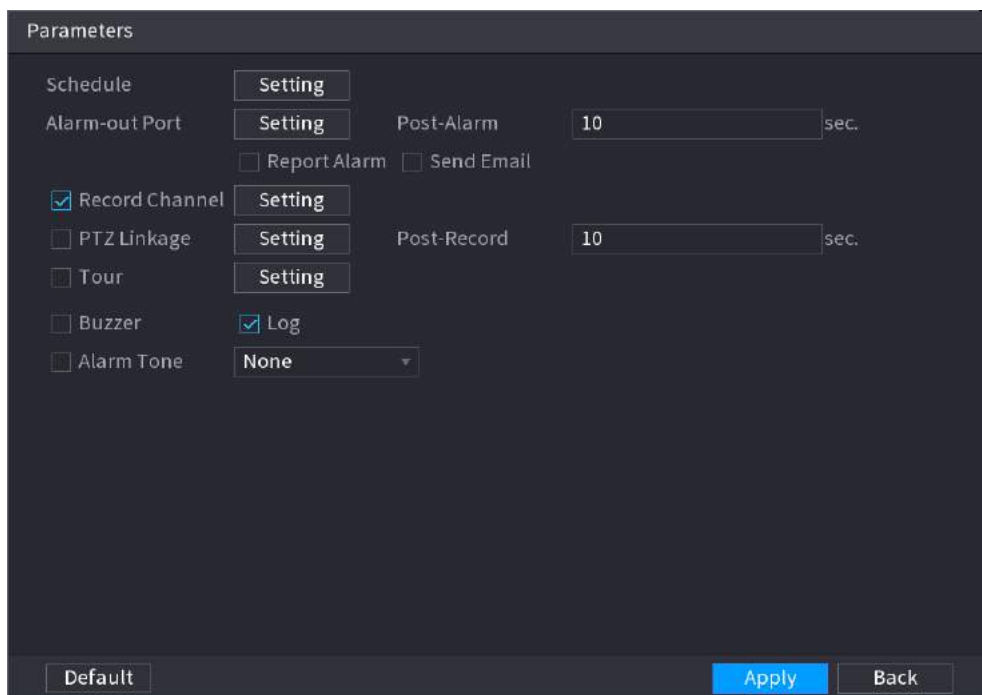 Parameters
Schedule Setting
Alarm-out Port Setting Post-Alarm 10 sec.
Report Alarm Send Email
Record Channel Setting
PTZ Linkage Setting Post-Record 10 sec.
Tour Setting
Buzzer Log
Alarm Tone None
Default Apply Back